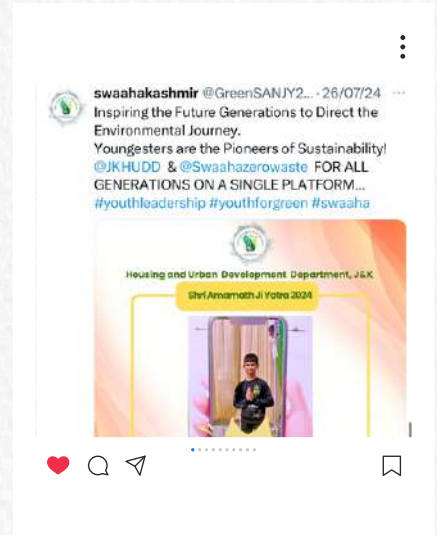 swaahakashmir @GreenSANJY2... · 26/07/24 ···
Inspiring the Future Generations to Direct the
Environmental Journey.
Youngesters are the Pioneers of Sustainability!
@JKHUDD & @Swaahazerowaste FOR ALL
GENERATIONS ON A SINGLE PLATFORM...
#youthleadership #youthforgreen #swaaha
Housing and Urban Development Department, J&K
Shri Amarnath Ji Yatra 2024